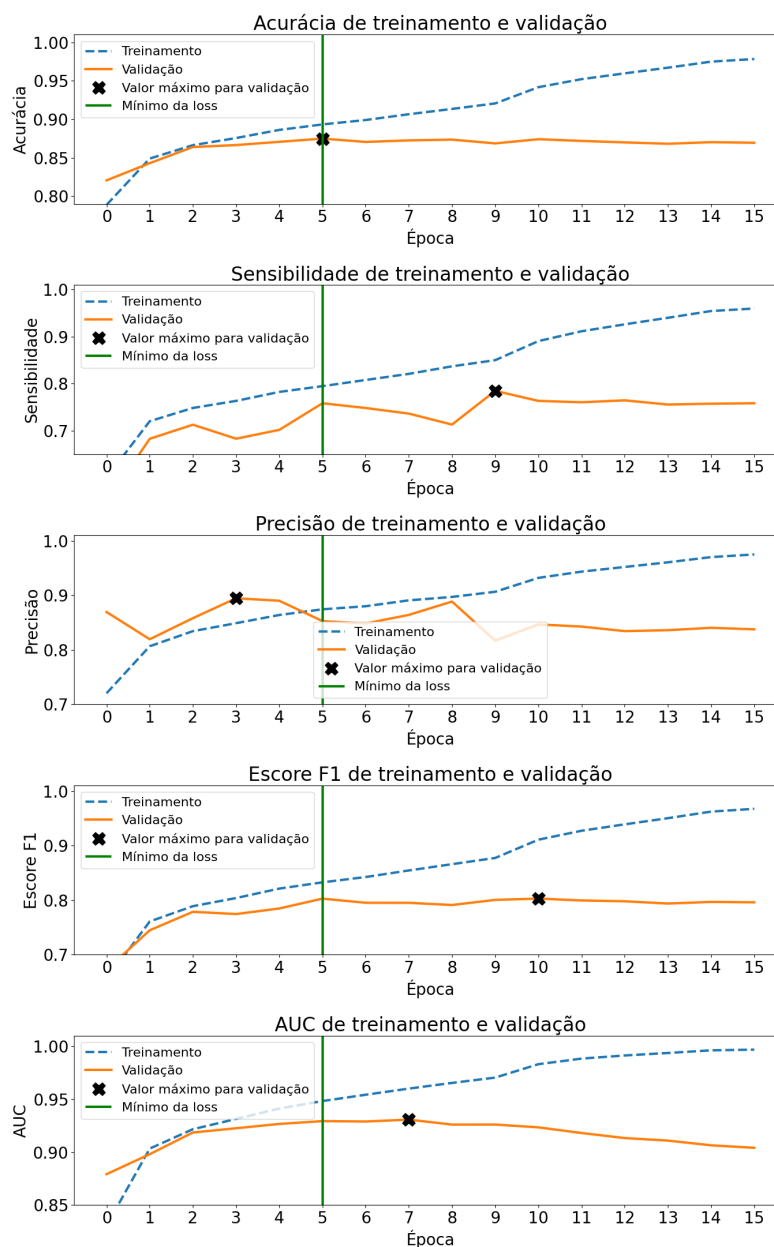 Acurácia de treinamento e validação
1.00
0.95
0.90
0.85
0.80
Acurácia
Treinamento
Validação
Valor máximo para validação
Mínimo da loss
0 1 2 3 4 5 6 7 8 9 10 11 12 13 14 15
Época
Sensibilidade de treinamento e validação
1.0
0.9
0.8
0.7
Sensibilidade
Treinamento
Validação
Valor máximo para validação
Mínimo da loss
0 1 2 3 4 5 6 7 8 9 10 11 12 13 14 15
Época
Precisão de treinamento e validação
1.0
0.9
0.8
0.7
Precisão
Treinamento
Validação
Valor máximo para validação
Mínimo da loss
0 1 2 3 4 5 6 7 8 9 10 11 12 13 14 15
Época
Escore F1 de treinamento e validação
1.0
0.9
0.8
0.7
Escore F1
Treinamento
Validação
Valor máximo para validação
Mínimo da loss
0 1 2 3 4 5 6 7 8 9 10 11 12 13 14 15
Época
AUC de treinamento e validação
1.00
0.95
0.90
0.85
AUC
Treinamento
Validação
Valor máximo para validação
Mínimo da loss
0 1 2 3 4 5 6 7 8 9 10 11 12 13 14 15
Época